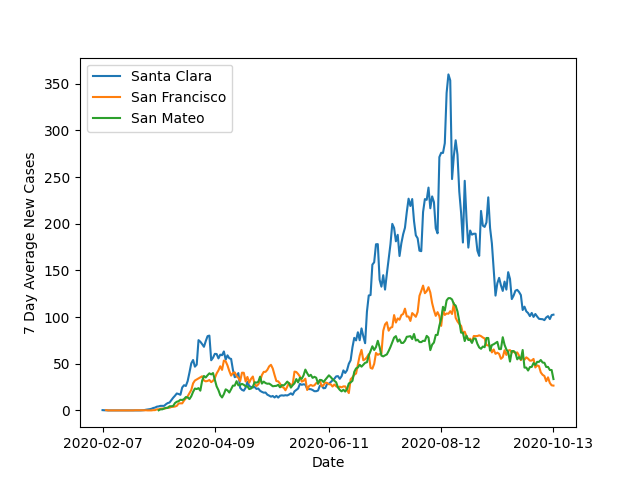 Santa Clara
San Francisco
San Mateo
7 Day Average New Cases
350
300
250
200
150
100
50
0
2020-02-07 2020-04-09 2020-06-11 2020-08-12 2020-10-13
Date